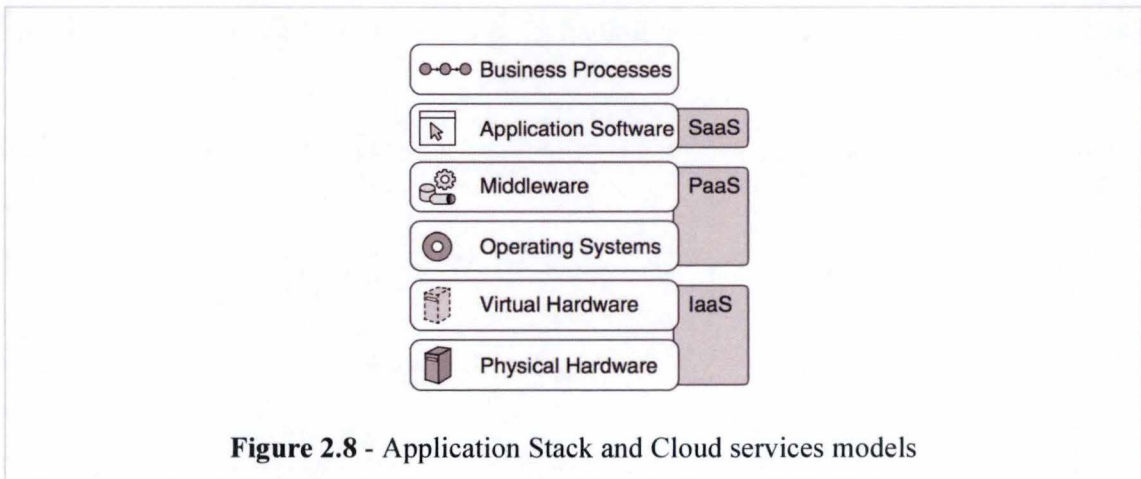 Business Processes
Application Software SaaS
Middleware PaaS
Operating Systems
Virtual Hardware IaaS
Physical Hardware
Figure 2.8 - Application Stack and Cloud services models